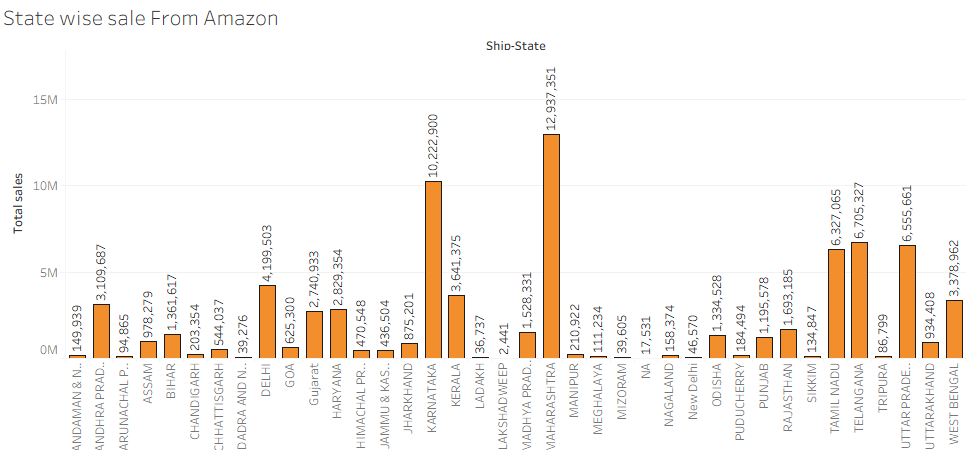 State wise sale From Amazon
Ship-State
Total sales
15M
10M
5M
0M
149,939
3,109,687
94,865
978,279
1,361,617
203,354
544,037
39,276
4,199,503
625,300
2,740,933
2,829,354
470,548
436,504
875,201
10,222,900
3,641,375
36,737
2,441
1,528,331
12,937,351
210,922
111,234
39,605
17,531
158,374
46,570
1,334,528
184,494
1,195,578
1,693,185
134,847
6,327,065
6,705,327
86,799
6,555,661
934,408
3,378,962
ANDAMAN & N..
ANDHRA PRAD..
ARUNACHAL P..
ASSAM
BIHAR
CHANDIGARH
CHHATTISGARH
DADRA AND N..
DELHI
GOA
Gujarat
HARYANA
HIMACHAL PR..
JAMMU & KAS..
JHARKHAND
KARNATAKA
KERALA
LADAKH
LAKSHADWEEP
MADHYA PRAD..
MAHARASHTRA
MANIPUR
MEGHALAYA
MIZORAM
NA
NAGALAND
New Delhi
ODISHA
PUDUCHERRY
PUNJAB
RAJASTHAN
SIKKIM
TAMIL NADU
TELANGANA
TRIPURA
UTTAR PRADE..
UTTARAKHAND
WEST BENGAL